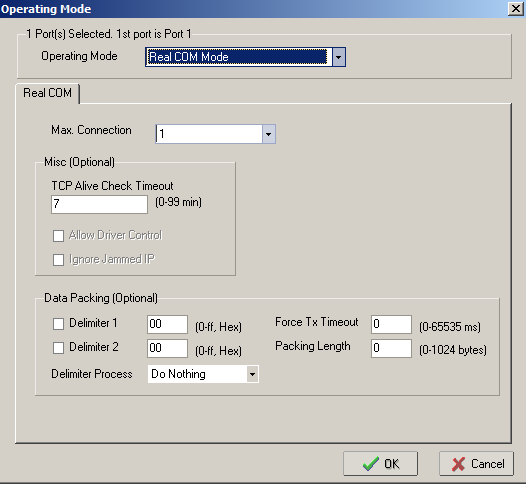 Operating Mode
1 Port(s) Selected. 1st port is Port 1
Operating Mode Real COM Mode
Real COM
Max. Connection 1
Misc (Optional)
TCP Alive Check Timeout
7 (0-99 min)
Allow Driver Control
Ignore Jammed IP
Data Packing (Optional)
Delimiter 1 00 (0-ff, Hex) Force Tx Timeout 0 (0-65535 ms)
Delimiter 2 00 (0-ff, Hex) Packing Length 0 (0-1024 bytes)
Delimiter Process Do Nothing
OK Cancel